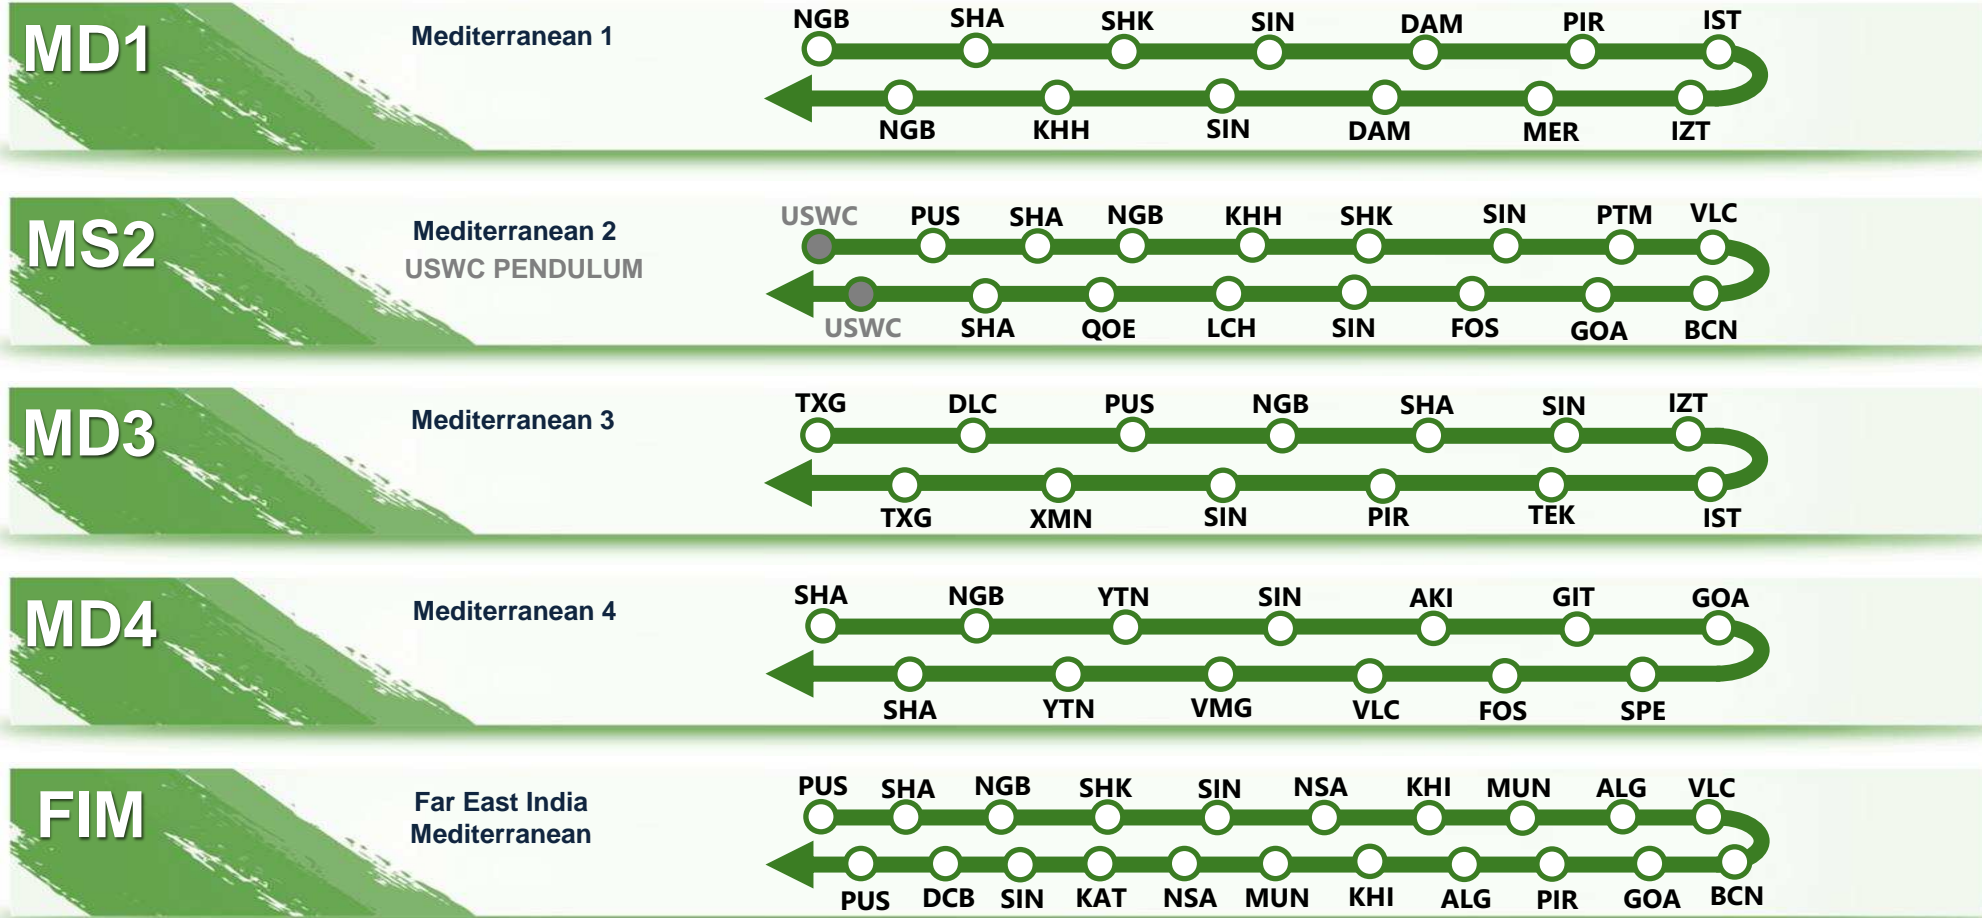 MD1
Mediterranean 1
NGB SHA SHK SIN DAM PIR IST
NGB KHH SIN DAM MER IZT
MS2
Mediterranean 2
USWC PENDULUM
USWC PUS SHA NGB KHH SHK SIN PTM VLC
USWC SHA QOE LCH SIN FOS GOA BCN
MD3
Mediterranean 3
TXG DLC PUS NGB SHA SIN IZT
TXG XMN SIN PIR TEK IST
MD4
Mediterranean 4
SHA NGB YTN SIN AKI GIT GOA
SHA YTN VMG VLC FOS SPE
FIM
Far East India
Mediterranean
PUS SHA NGB SHK SIN NSA KHI MUN ALG VLC
PUS DCB SIN KAT NSA MUN KHI ALG PIR GOA BCN